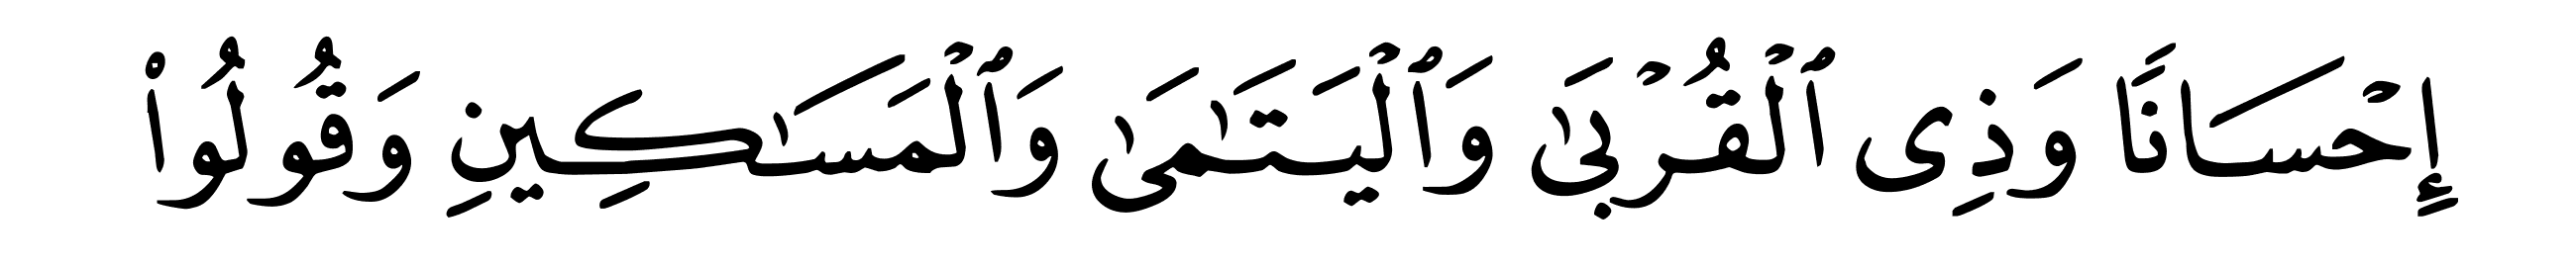 إِحۡسَانًا وَذِى ٱلۡقُرۡبَىٰ وَٱلۡيَتَـٰمَىٰ وَٱلۡمَسَـٰكِينِ وَقُولُواْ